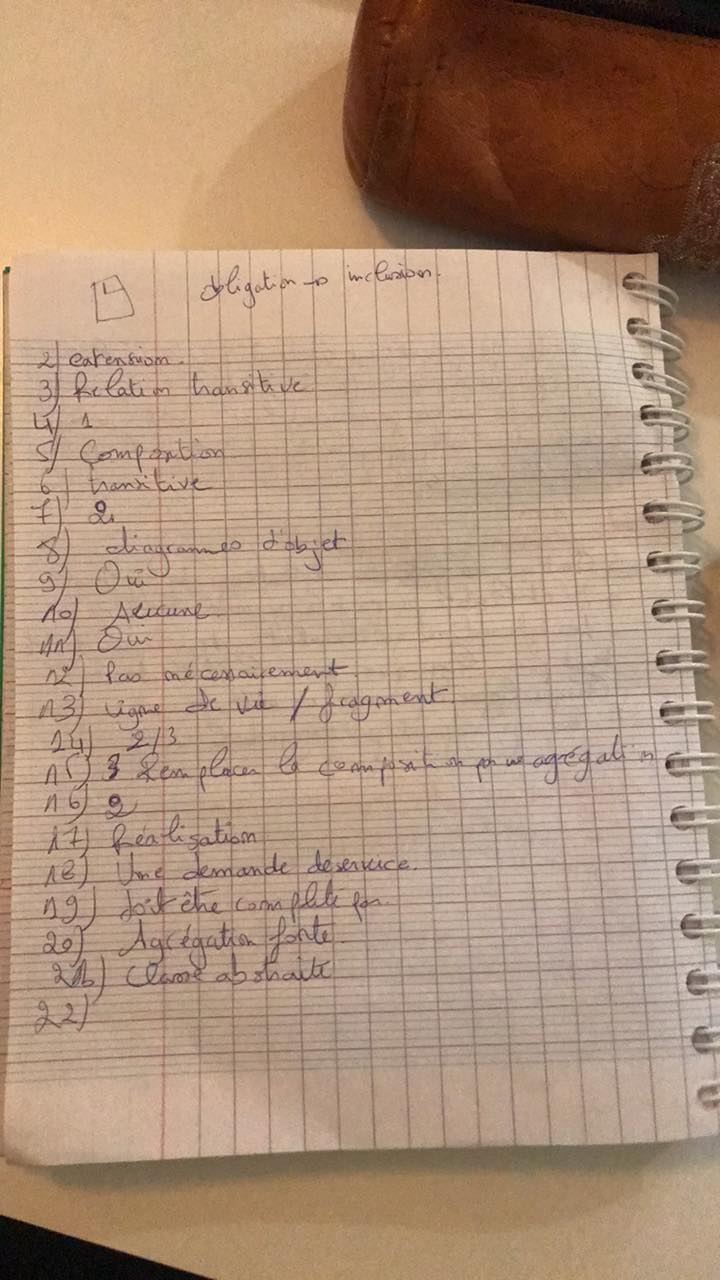 4 obligation → inclusion.
2) extension.
3) Relation transitive
4) 1
5) Composition
6) transitive
7) 2
8) diagrammes d'objet
9) Oui
10) Aucune
11) Oui
12) Pas nécessairement
13) Ligne de vie / fragment
14) 2/3
15) 3 Remplacer la composition par une agrégation
16) 2
17) Réalisation
18) Une demande de service.
19) doit être complété par
20) Agrégation forte
21) Classe abstraite
22)